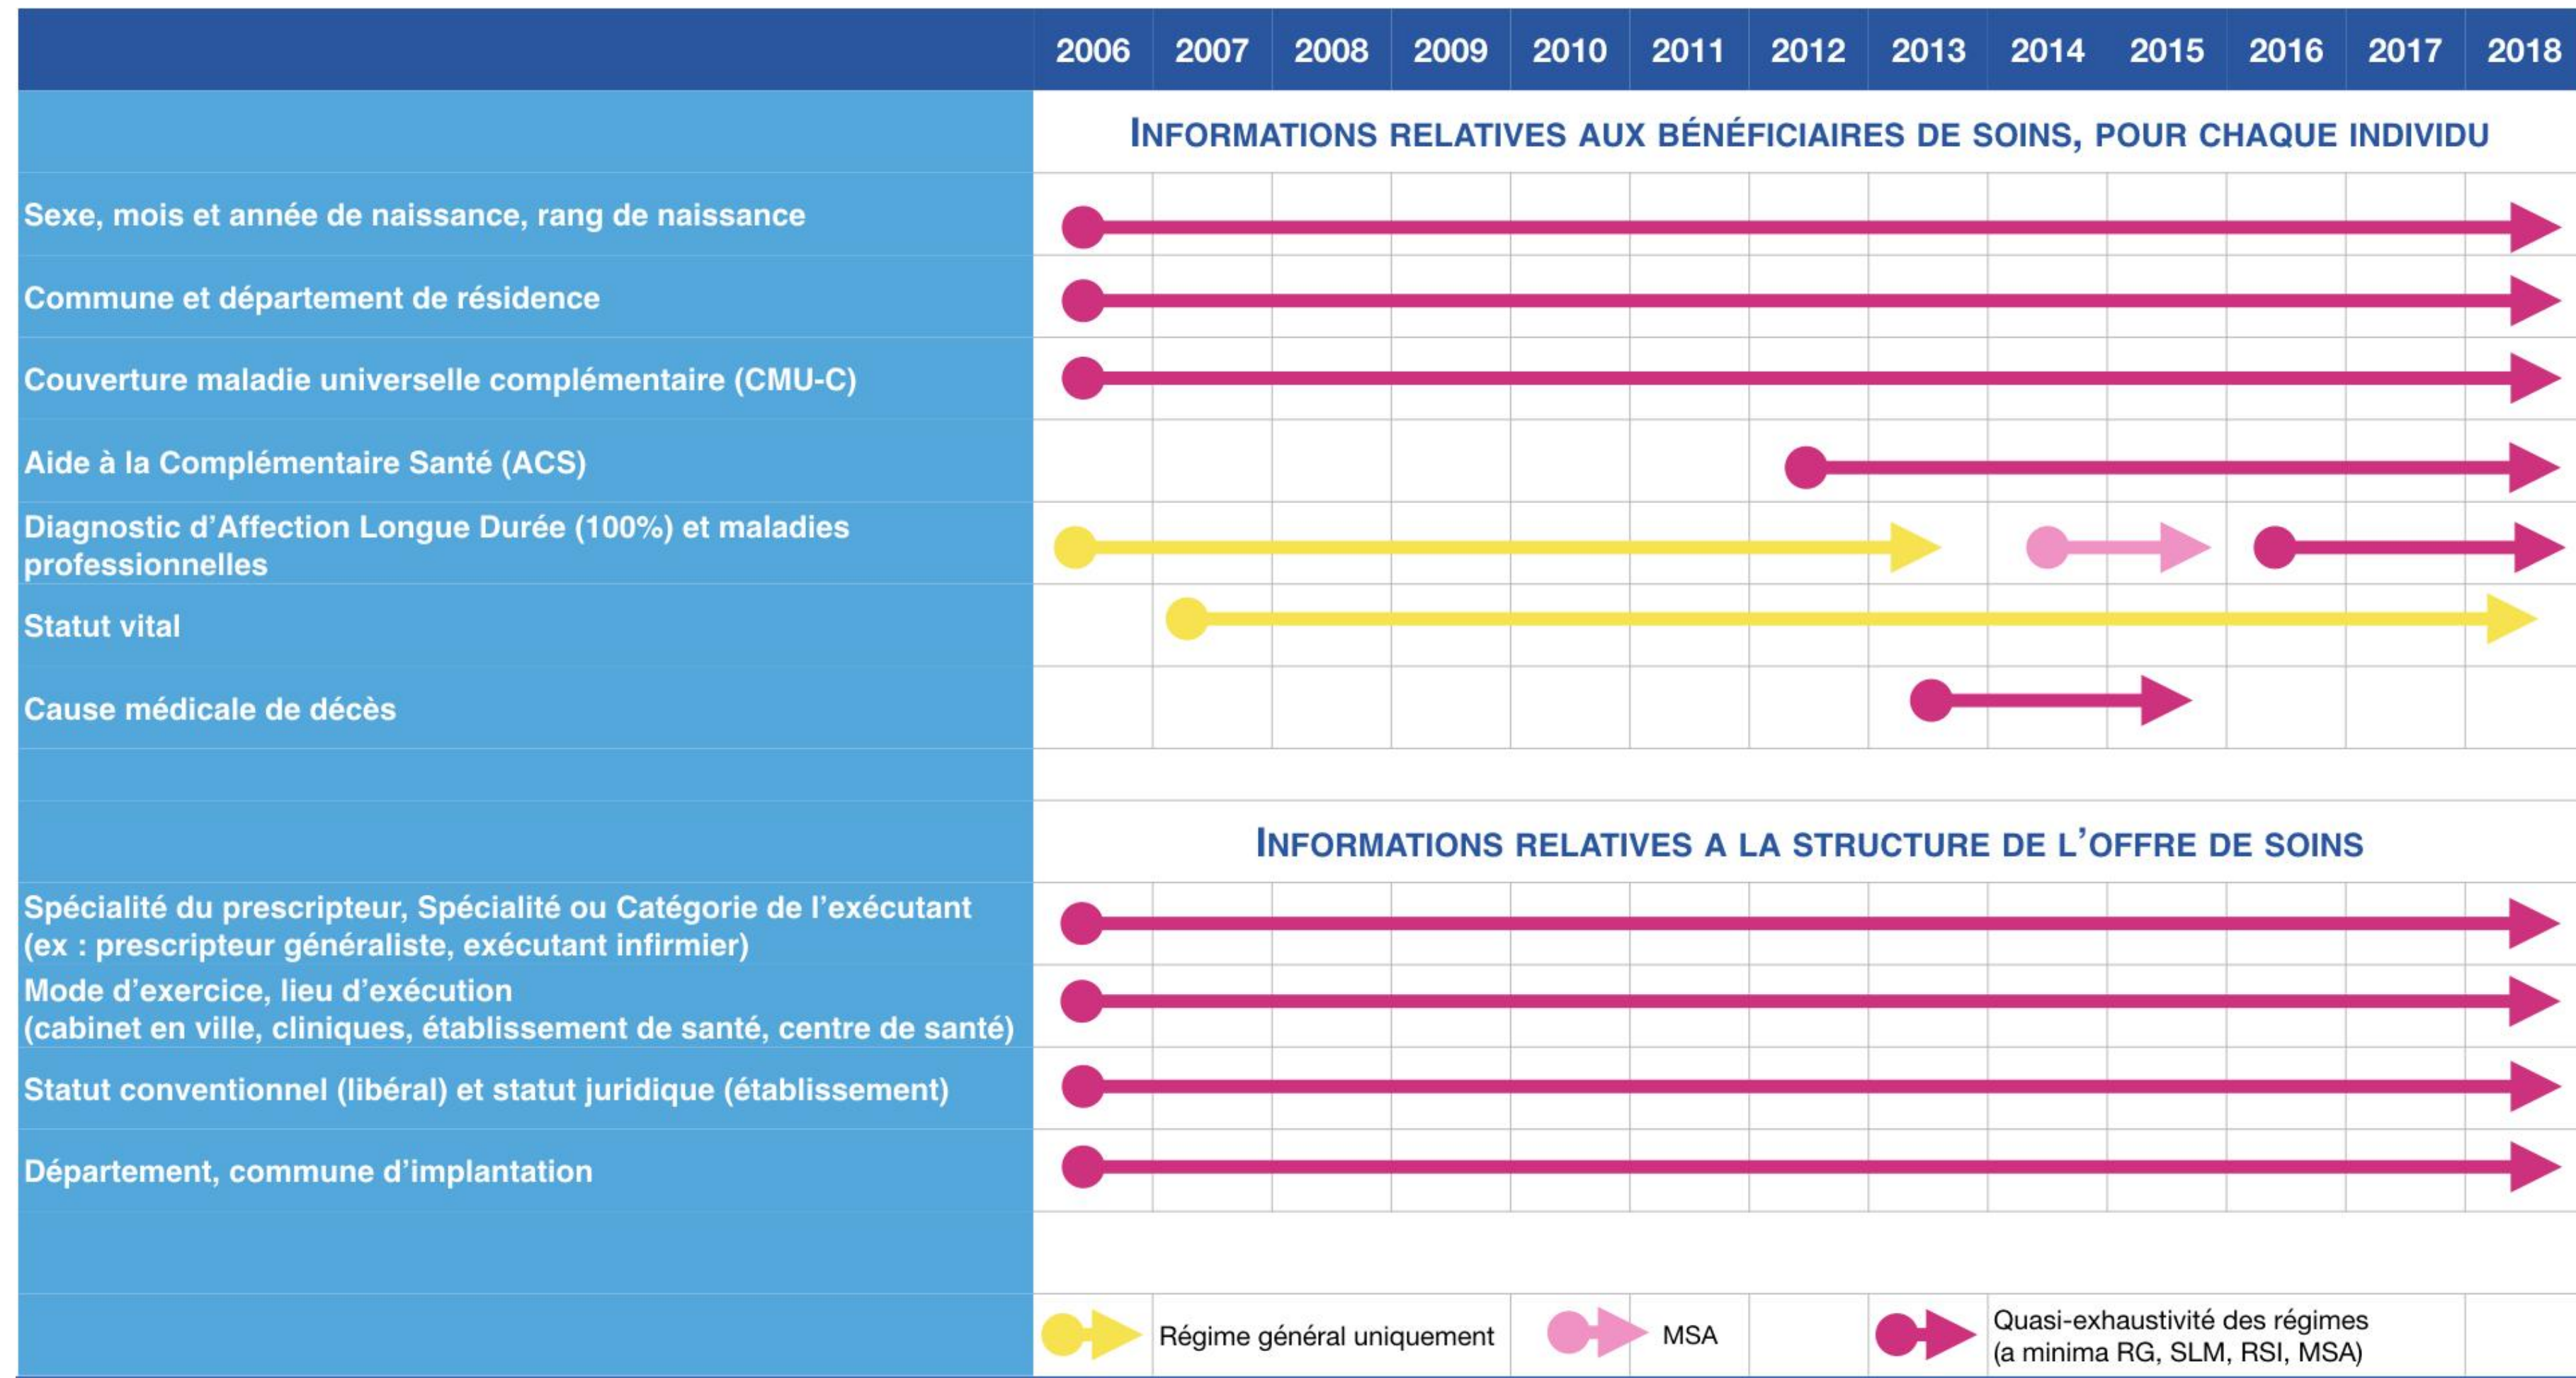 2006 2007 2008 2009 2010 2011 2012 2013 2014 2015 2016 2017 2018
INFORMATIONS RELATIVES AUX BÉNÉFICIAIRES DE SOINS, POUR CHAQUE INDIVIDU
Sexe, mois et année de naissance, rang de naissance
Commune et département de résidence
Couverture maladie universelle complémentaire (CMU-C)
Aide à la Complémentaire Santé (ACS)
Diagnostic d’Affection Longue Durée (100%) et maladies
professionnelles
Statut vital
Cause médicale de décès
INFORMATIONS RELATIVES A LA STRUCTURE DE L’OFFRE DE SOINS
Spécialité du prescripteur, Spécialité ou Catégorie de l’exécutant
(ex : prescripteur généraliste, exécutant infirmier)
Mode d’exercice, lieu d’exécution
(cabinet en ville, cliniques, établissement de santé, centre de santé)
Statut conventionnel (libéral) et statut juridique (établissement)
Département, commune d’implantation
Régime général uniquement
MSA
Quasi-exhaustivité des régimes
(a minima RG, SLM, RSI, MSA)